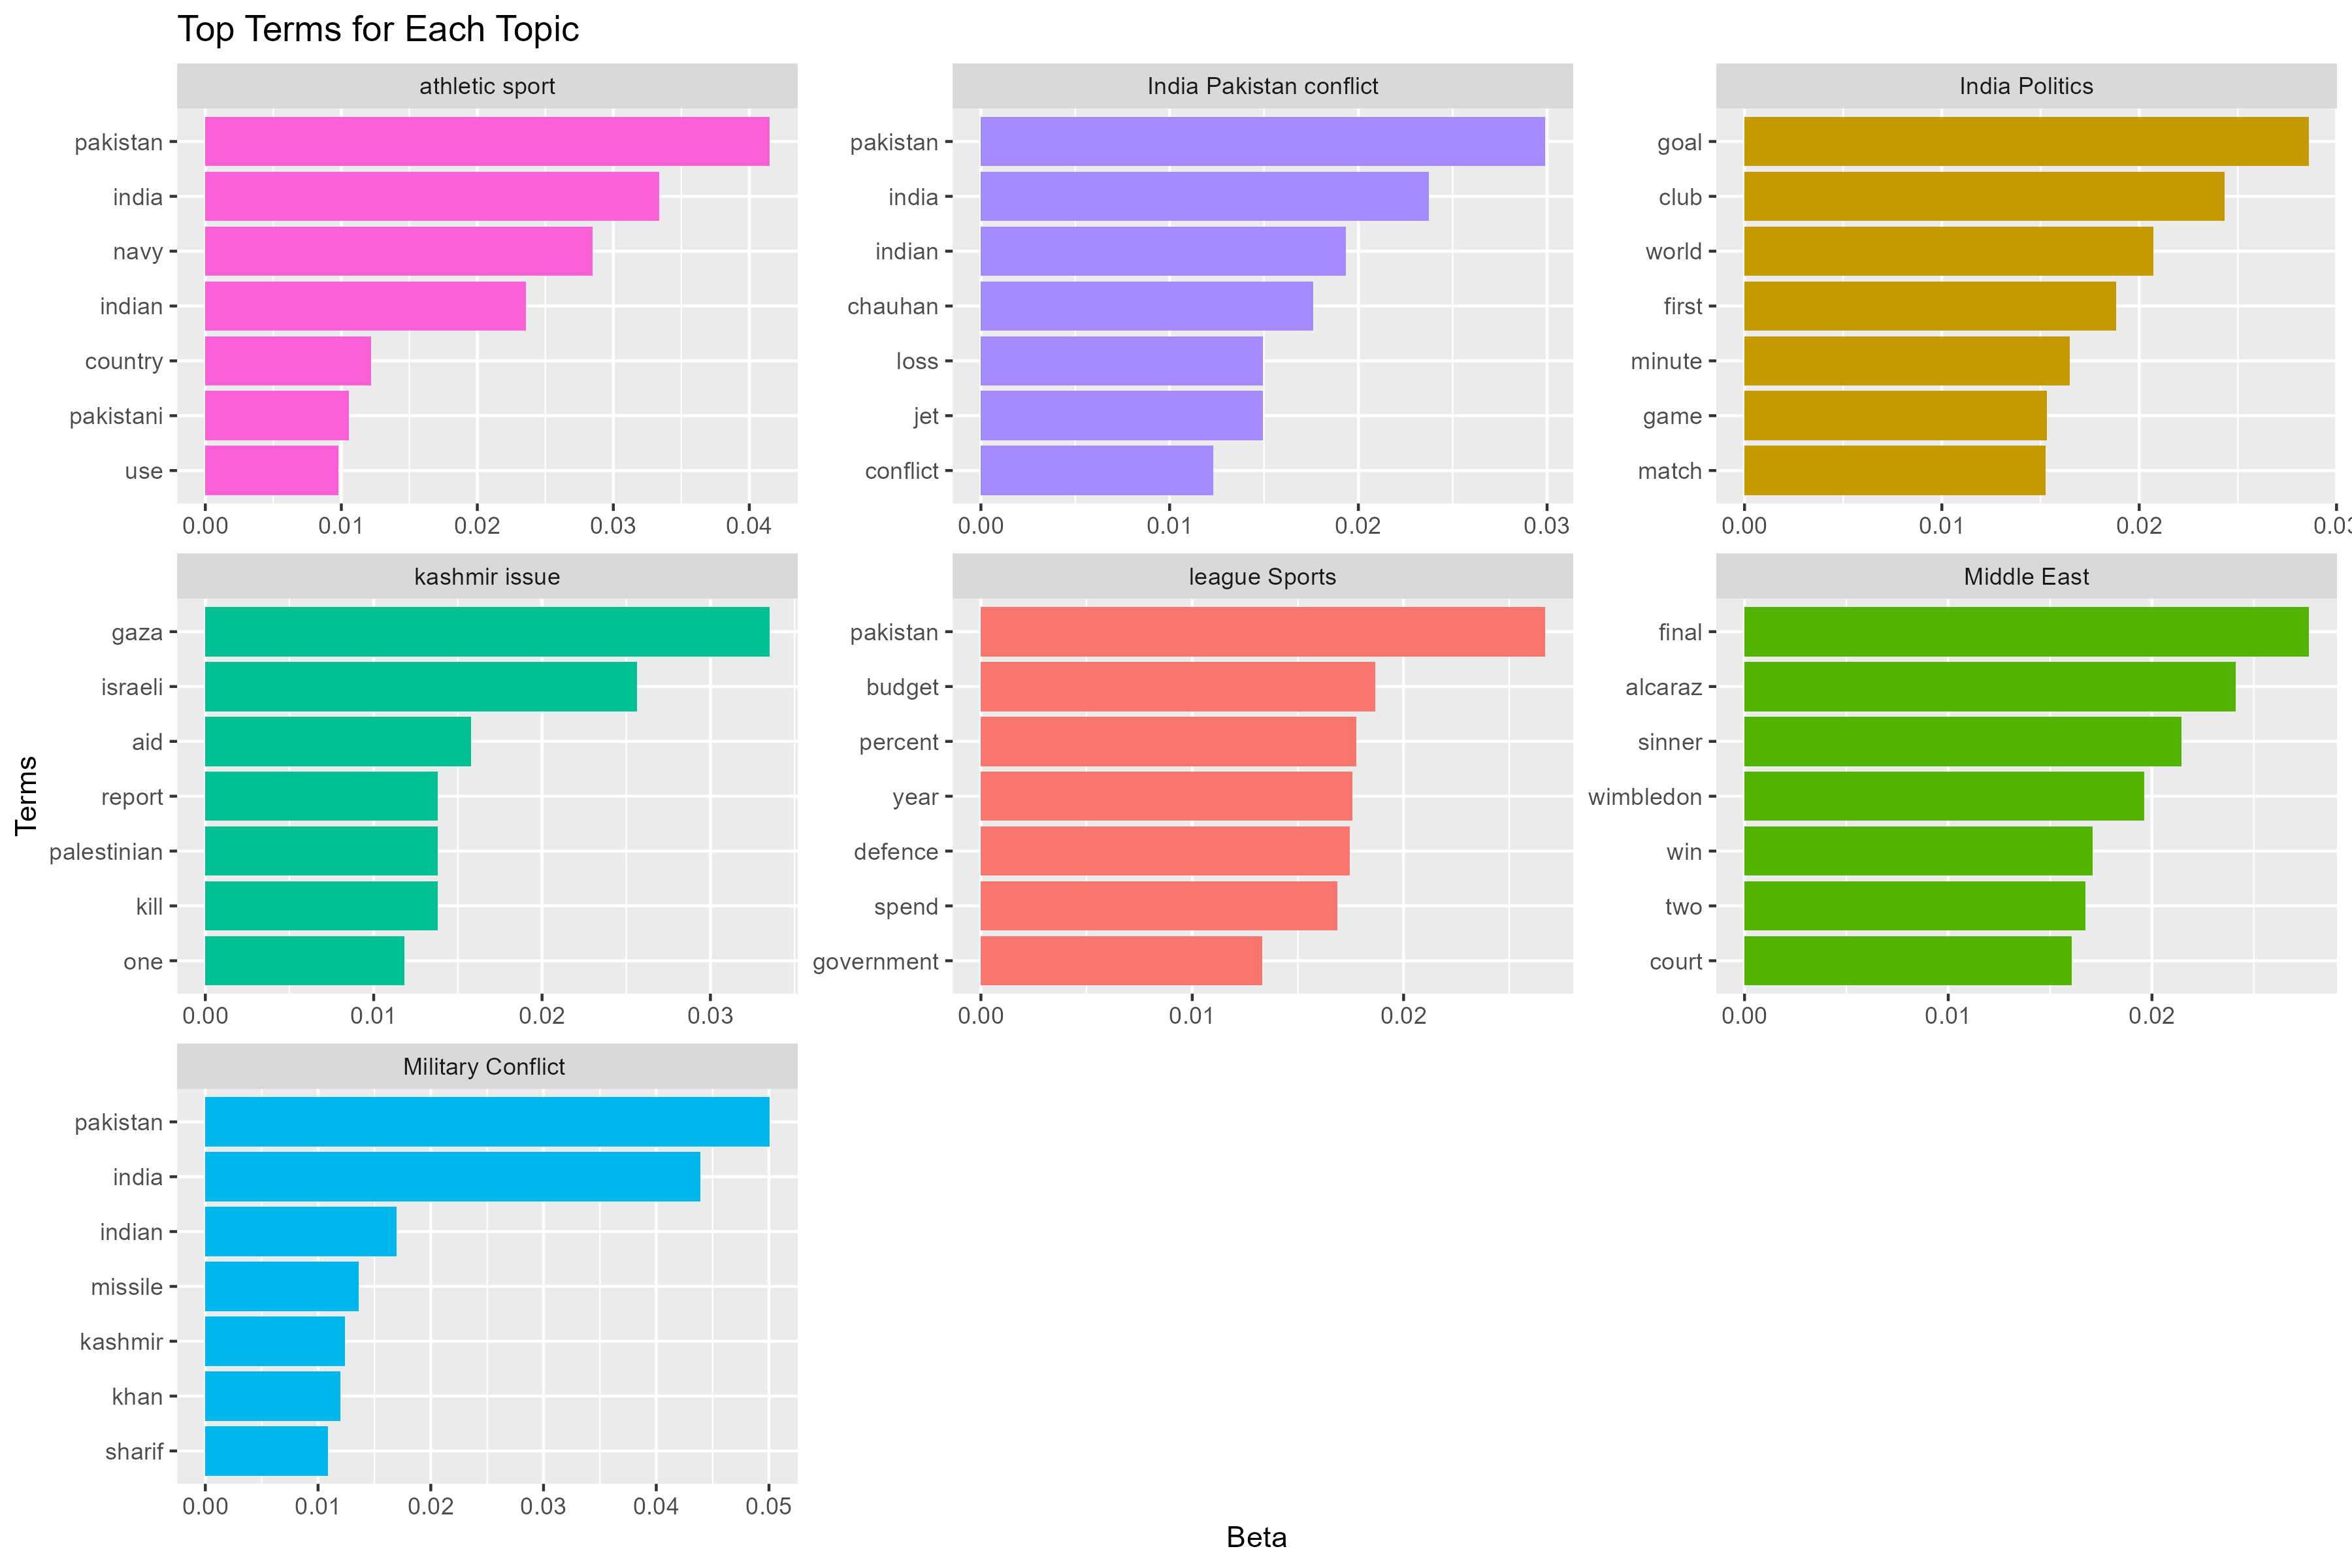 Top Terms for Each Topic
athletic sport
pakistan
india
navy
indian
country
pakistani
use
0.00 0.01 0.02 0.03 0.04
India Pakistan conflict
pakistan
india
indian
chauhan
loss
jet
conflict
0.00 0.01 0.02 0.03
India Politics
goal
club
world
first
minute
game
match
0.00 0.01 0.02 0.03
kashmir issue
gaza
israeli
aid
report
palestinian
kill
one
0.00 0.01 0.02 0.03
league Sports
pakistan
budget
percent
year
defence
spend
government
0.00 0.01 0.02
Middle East
final
alcaraz
sinner
wimbledon
win
two
court
0.00 0.01 0.02
Military Conflict
pakistan
india
indian
missile
kashmir
khan
sharif
0.00 0.01 0.02 0.03 0.04 0.05
Terms
Beta